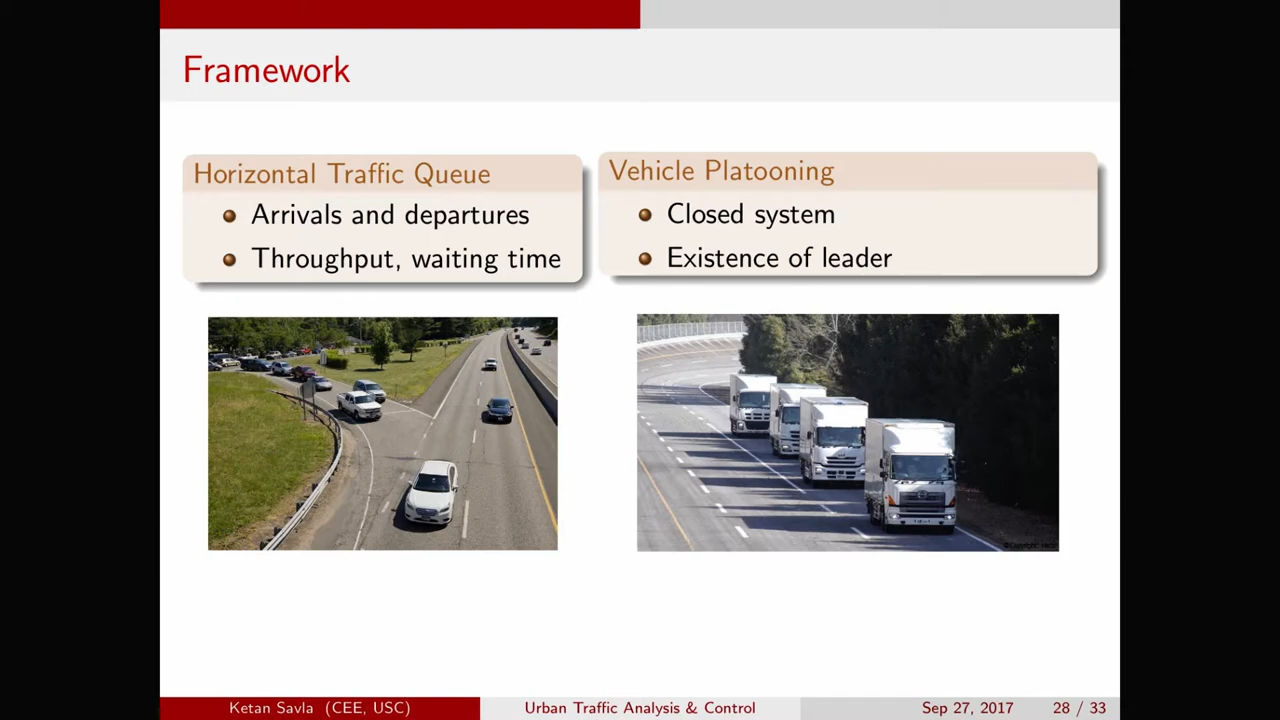 Framework
Horizontal Traffic Queue
Arrivals and departures
Throughput, waiting time
Vehicle Platooning
Closed system
Existence of leader
Ketan Savla (CEE, USC)
Urban Traffic Analysis & Control
Sep 27, 2017
28 / 33